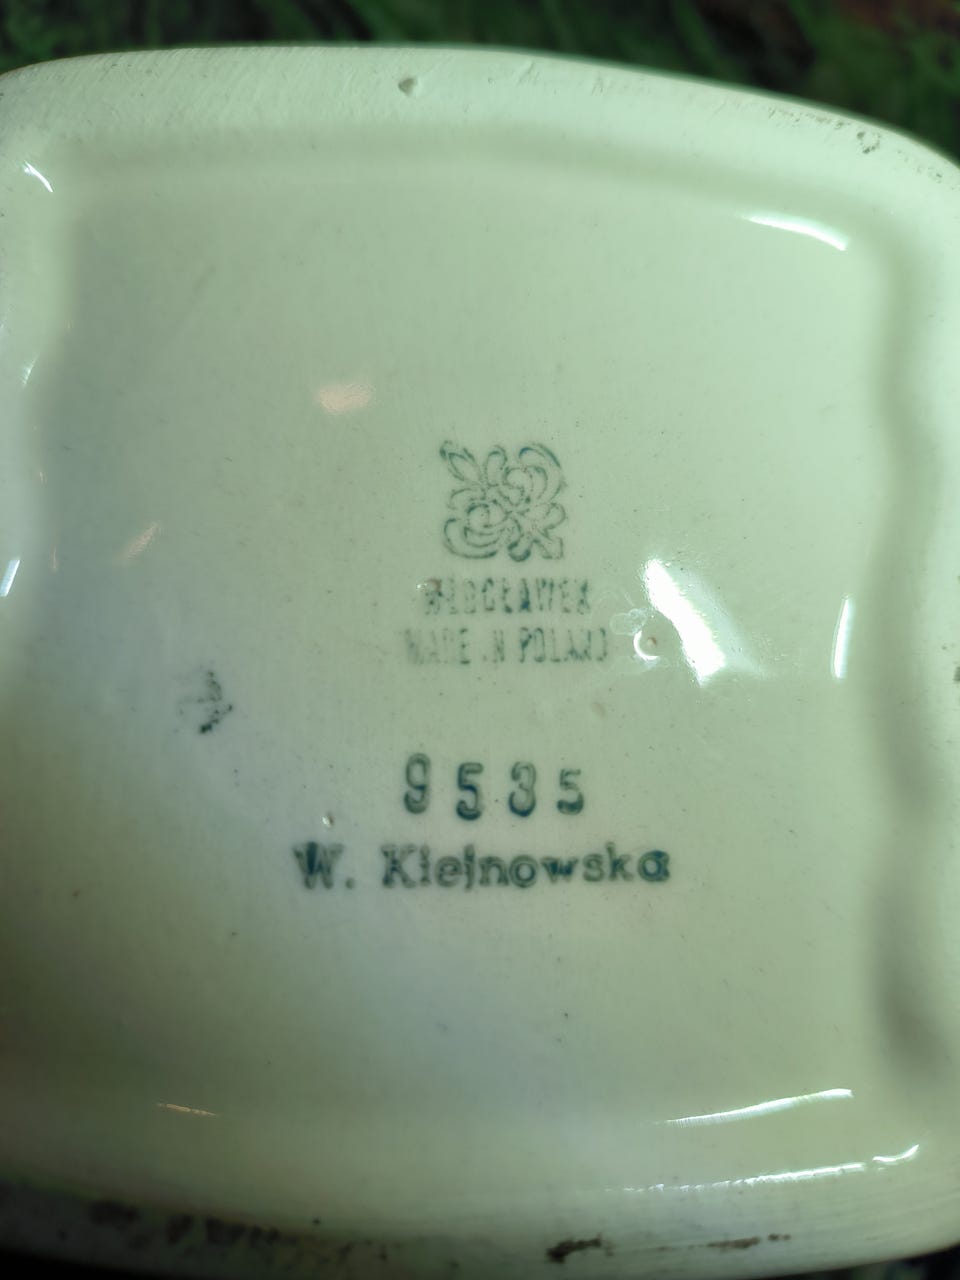 WŁOCŁAWEK
MADE IN POLAND
9535
W. Klejnowska